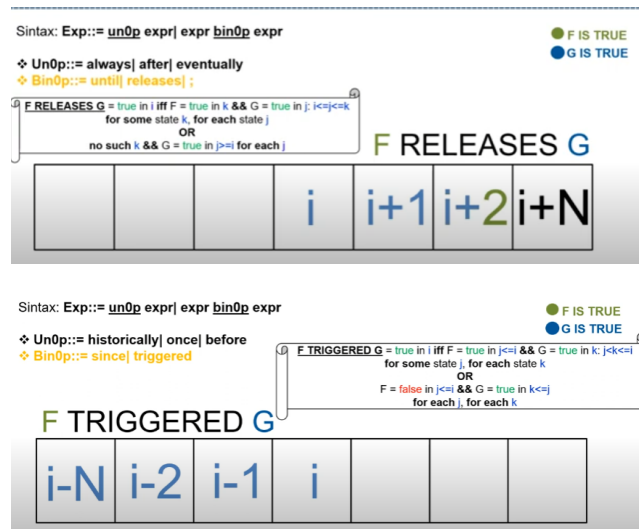 Sintax: Exp::= un0p expr| expr bin0p expr
F IS TRUE
G IS TRUE
❖ Un0p::= always| after| eventually
❖ Bin0p::= until| releases| ;
F RELEASES G = true in i iff F = true in k && G = true in j: i<=j<=k
for some state k, for each state j
OR
no such k && G = true in j>=i for each j
F RELEASES G
i i+1 i+2 i+N
Sintax: Exp::= un0p expr| expr bin0p expr
F IS TRUE
G IS TRUE
❖ Un0p::= historically| once| before
❖ Bin0p::= since| triggered
F TRIGGERED G = true in i iff F = true in j<=i && G = true in k: j<k<=i
for some state j, for each state k
OR
F = false in j<=i && G = true in k<=j
for each j, for each k
F TRIGGERED G
i-N i-2 i-1 i